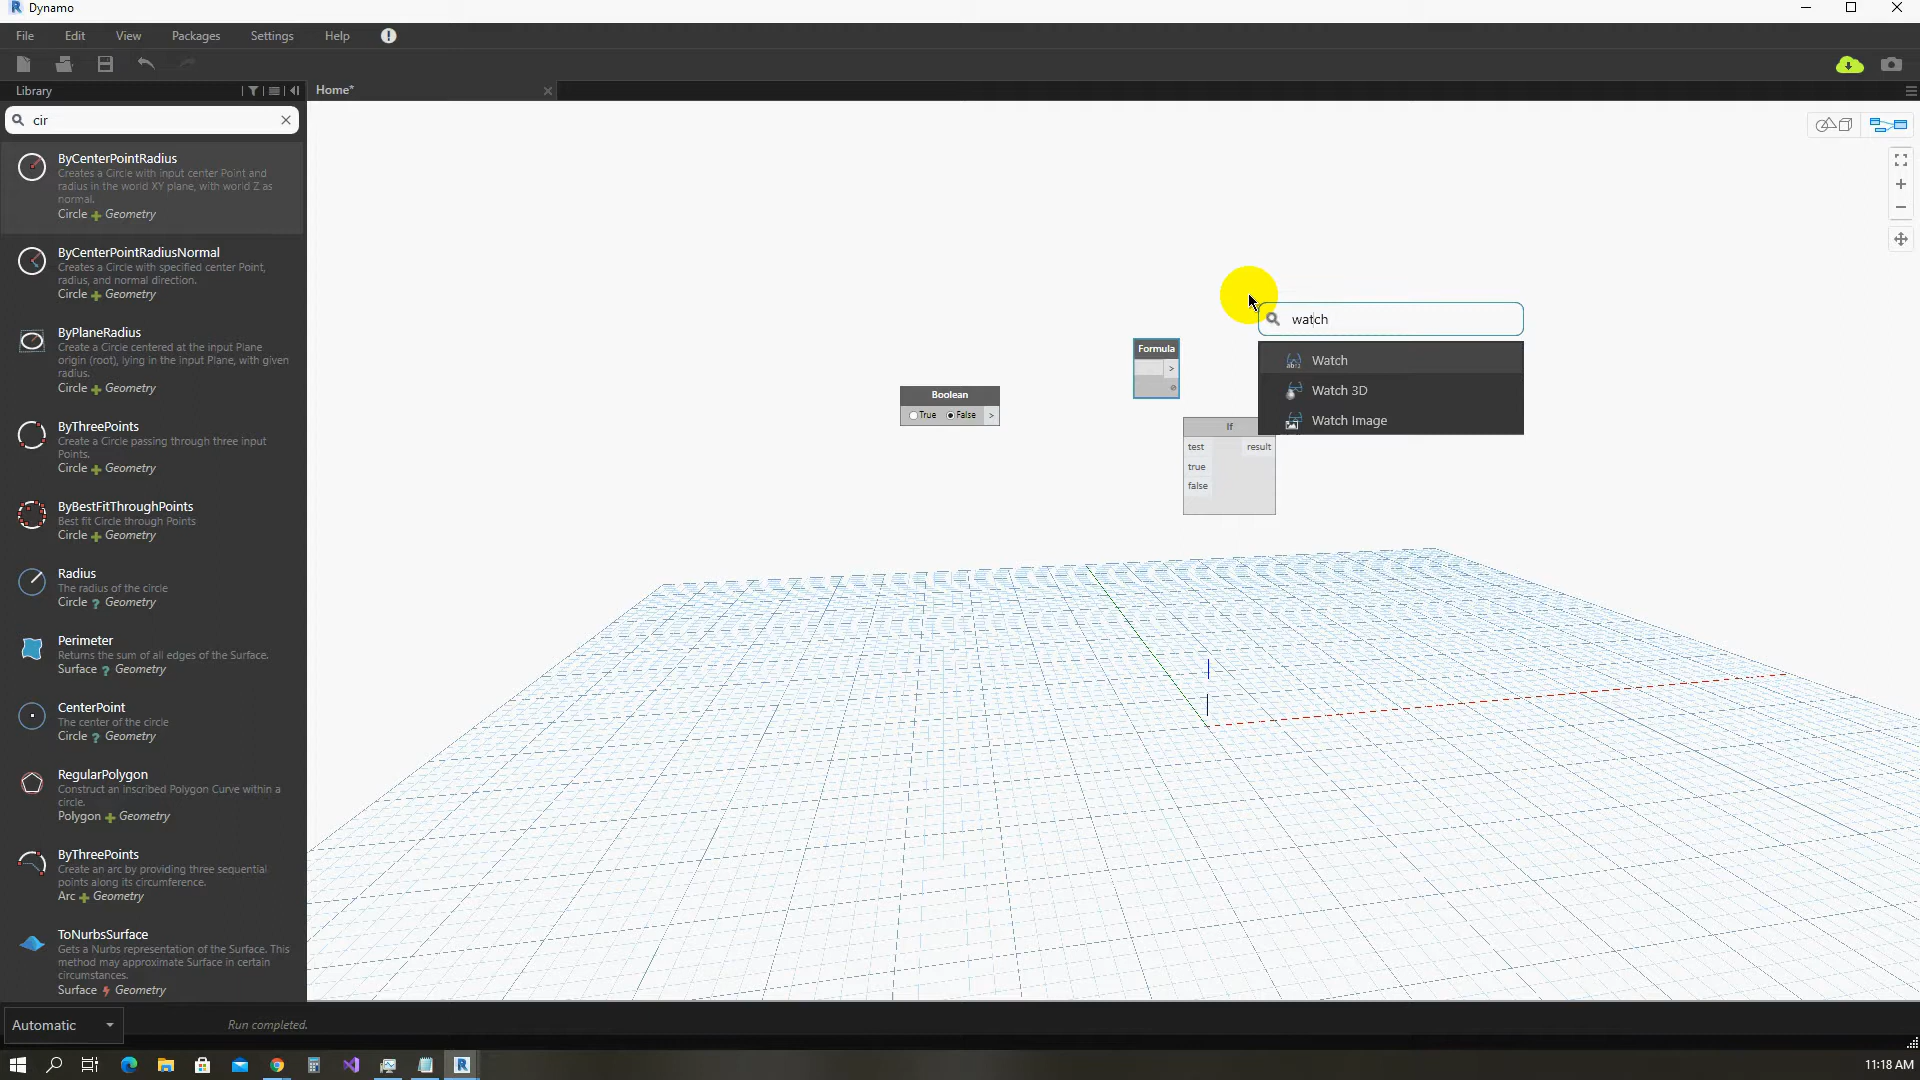 Dynamo
File Edit View Packages Settings Help
Library
Home*
cir
ByCenterPointRadius
Creates a Circle with input center Point and
radius in the world XY plane, with world Z as
normal.
Circle Geometry
ByCenterPointRadiusNormal
Creates a Circle with specified center Point,
radius, and normal direction.
Circle Geometry
ByPlaneRadius
Create a Circle centered at the input Plane
origin (root), lying in the input Plane, with given
radius.
Circle Geometry
ByThreePoints
Create a Circle passing through three input
Points.
Circle Geometry
ByBestFitThroughPoints
Best fit Circle through Points
Circle Geometry
Radius
The radius of the circle
Circle ? Geometry
Perimeter
Returns the sum of all edges of the Surface.
Surface ? Geometry
CenterPoint
The center of the circle
Circle ? Geometry
RegularPolygon
Construct an inscribed Polygon Curve within a
circle.
Polygon Geometry
ByThreePoints
Create an arc by providing three sequential
points along its circumference.
Arc Geometry
ToNurbsSurface
Gets a Nurbs representation of the Surface. This
method may approximate Surface in certain
circumstances.
Surface Geometry
watch
Watch
Watch 3D
Watch Image
Formula
>
Boolean
True False >
If
test result
true
false
Automatic
Run completed.
11:18 AM